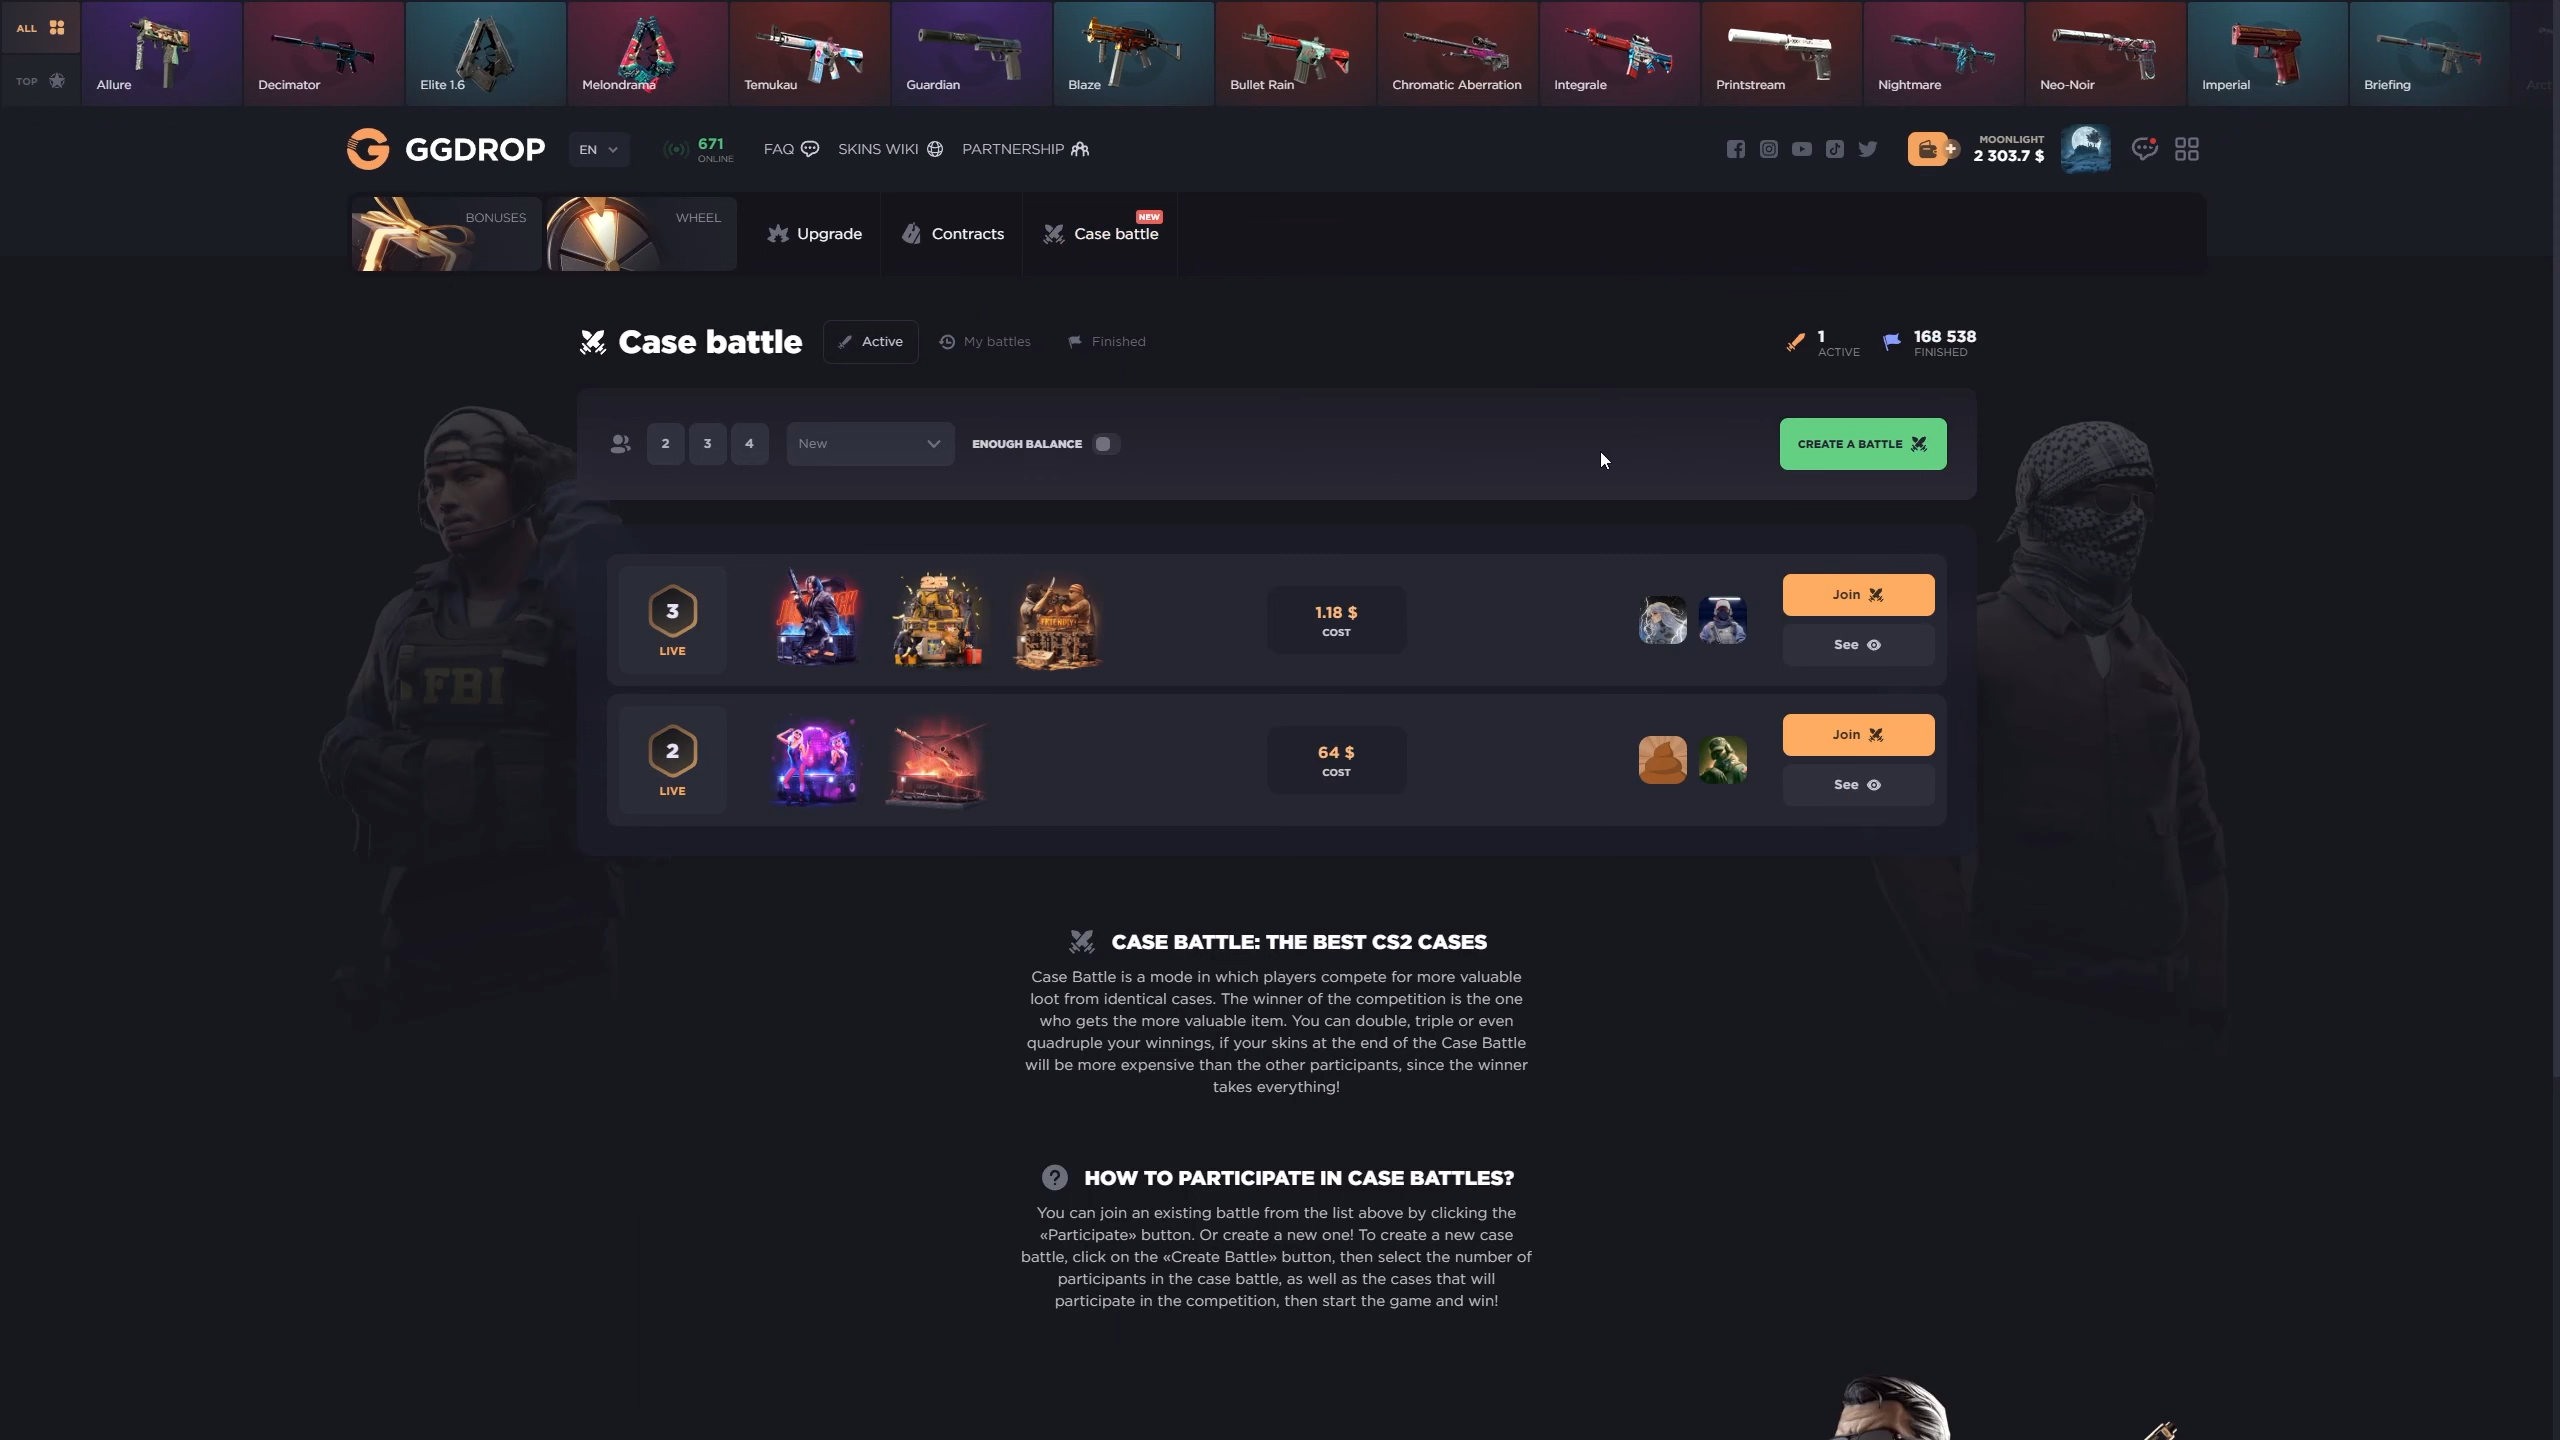 ALL
TOP
Allure
Decimator
Elite 1.6
Melondrama
Temukau
Guardian
Blaze
Bullet Rain
Chromatic Aberration
Integrale
Printstream
Nightmare
Neo-Noir
Imperial
Briefing
GGDROP
EN
671
ONLINE
FAQ
SKINS WIKI
PARTNERSHIP
MOONLIGHT
2 303.7 $
BONUSES
WHEEL
Upgrade
Contracts
Case battle
NEW
Case battle
Active
My battles
Finished
1
ACTIVE
168 538
FINISHED
2
3
4
New
ENOUGH BALANCE
CREATE A BATTLE
3
LIVE
25
FRIENDLY
1.18 $
COST
Join
See
2
LIVE
64 $
COST
Join
See
FBI
CASE BATTLE: THE BEST CS2 CASES
Case Battle is a mode in which players compete for more valuable
loot from identical cases. The winner of the competition is the one
who gets the more valuable item. You can double, triple or even
quadruple your winnings, if your skins at the end of the Case Battle
will be more expensive than the other participants, since the winner
takes everything!
HOW TO PARTICIPATE IN CASE BATTLES?
You can join an existing battle from the list above by clicking the
«Participate» button. Or create a new one! To create a new case
battle, click on the «Create Battle» button, then select the number of
participants in the case battle, as well as the cases that will
participate in the competition, then start the game and win!